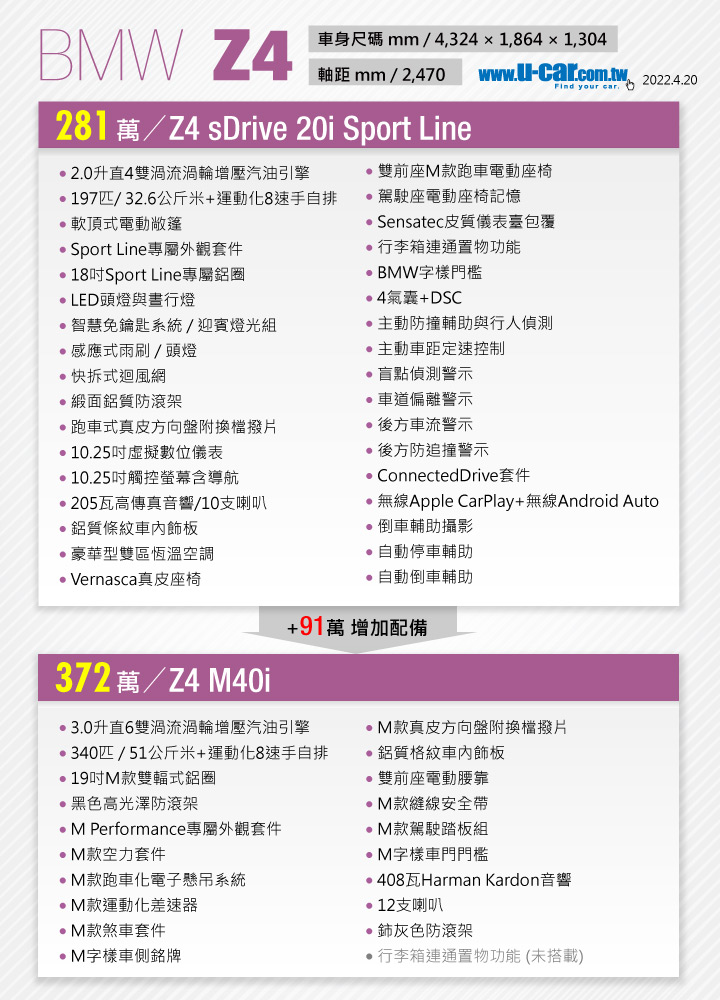 BMW Z4
車身尺碼 mm / 4,324 × 1,864 × 1,304
軸距 mm / 2,470
www.u-car.com.tw
Find your car.
2022.4.20
281 萬／Z4 sDrive 20i Sport Line
• 2.0升直4雙渦流渦輪增壓汽油引擎
• 197匹/ 32.6公斤米+運動化8速手自排
• 軟頂式電動敞篷
• Sport Line專屬外觀套件
• 18吋Sport Line專屬鋁圈
• LED頭燈與晝行燈
• 智慧免鑰匙系統 / 迎賓燈光組
• 感應式雨刷 / 頭燈
• 快拆式迴風網
• 緞面鋁質防滾架
• 跑車式真皮方向盤附換檔撥片
• 10.25吋虛擬數位儀表
• 10.25吋觸控螢幕含導航
• 205瓦高傳真音響/10支喇叭
• 鋁質條紋車內飾板
• 豪華型雙區恆溫空調
• Vernasca真皮座椅
• 雙前座M款跑車電動座椅
• 駕駛座電動座椅記憶
• Sensatec皮質儀表臺包覆
• 行李箱連通置物功能
• BMW字樣門檻
• 4氣囊+DSC
• 主動防撞輔助與行人偵測
• 主動車距定速控制
• 盲點偵測警示
• 車道偏離警示
• 後方車流警示
• 後方防追撞警示
• ConnectedDrive套件
• 無線Apple CarPlay+無線Android Auto
• 倒車輔助攝影
• 自動停車輔助
• 自動倒車輔助
+91萬 增加配備
372 萬／Z4 M40i
• 3.0升直6雙渦流渦輪增壓汽油引擎
• 340匹 / 51公斤米+運動化8速手自排
• 19吋M款雙輻式鋁圈
• 黑色高光澤防滾架
• M Performance專屬外觀套件
• M款空力套件
• M款跑車化電子懸吊系統
• M款運動化差速器
• M款煞車套件
• M字樣車側銘牌
• M款真皮方向盤附換檔撥片
• 鋁質格紋車內飾板
• 雙前座電動腰靠
• M款縫線安全帶
• M款駕駛踏板組
• M字樣車門門檻
• 408瓦Harman Kardon音響
• 12支喇叭
• 鈰灰色防滾架
• 行李箱連通置物功能 (未搭載)